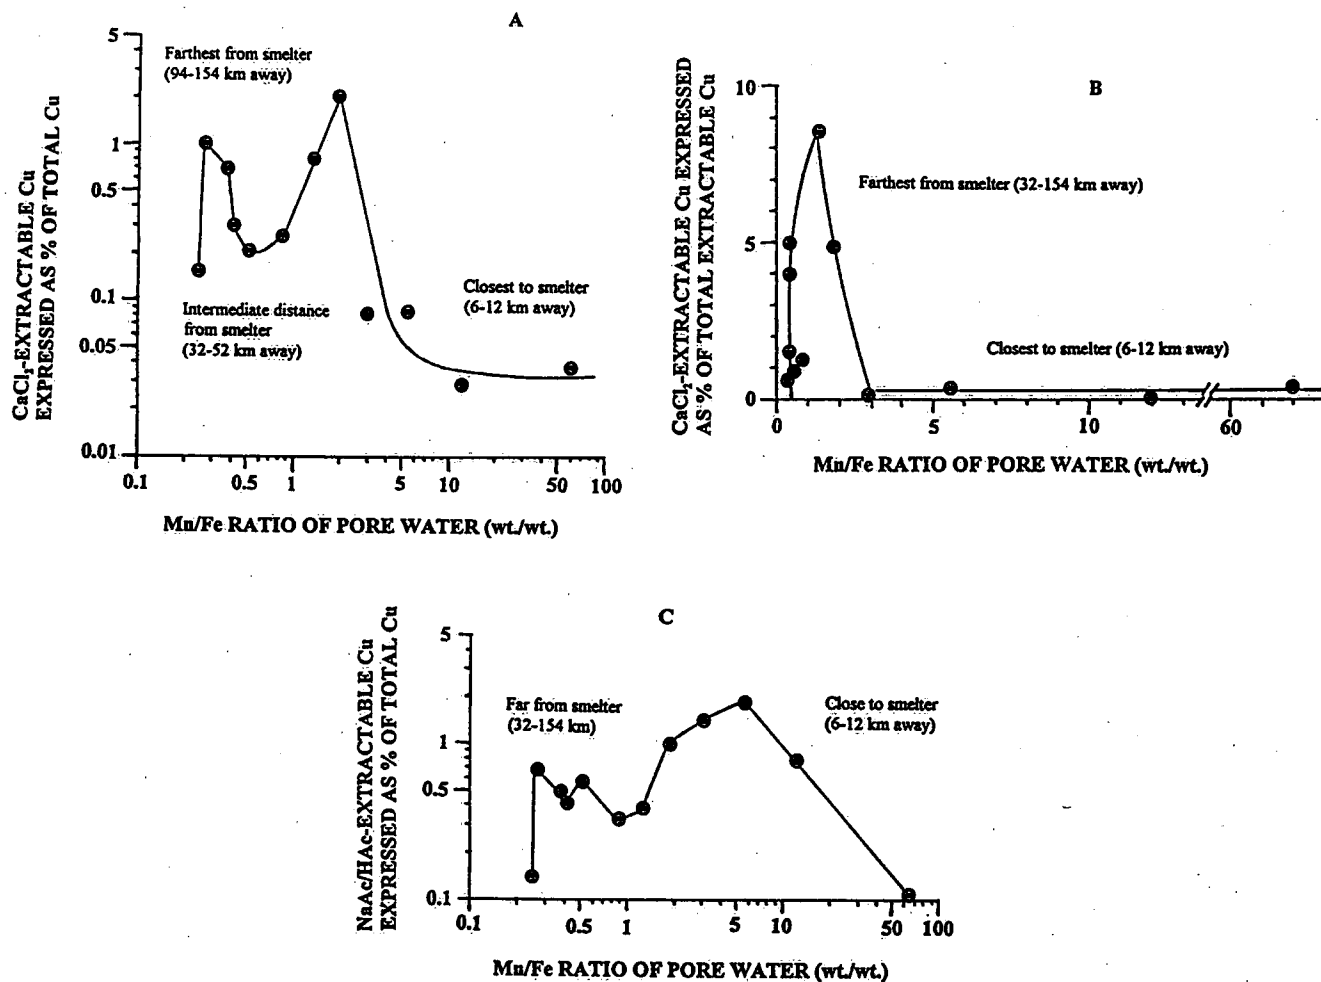 A
CaCl₂-EXTRACTABLE Cu
EXPRESSED AS % OF TOTAL Cu
5
1
0.5
0.1
0.05
0.01
Farthest from smelter
(94-154 km away)
Intermediate distance
from smelter
(32-52 km away)
Closest to smelter
(6-12 km away)
0.1
0.5
1
5
10
50
100
Mn/Fe RATIO OF PORE WATER (wt./wt.)
B
CaCl₂-EXTRACTABLE Cu EXPRESSED
AS % OF TOTAL EXTRACTABLE Cu
10
5
0
Farthest from smelter (32-154 km away)
Closest to smelter (6-12 km away)
0
5
10
60
Mn/Fe RATIO OF PORE WATER (wt./wt.)
C
NaAc/HAc-EXTRACTABLE Cu
EXPRESSED AS % OF TOTAL Cu
5
1
0.5
0.1
Far from smelter
(32-154 km)
Close to smelter
(6-12 km away)
0.1
0.5
1
5
10
50
100
Mn/Fe RATIO OF PORE WATER (wt./wt.)